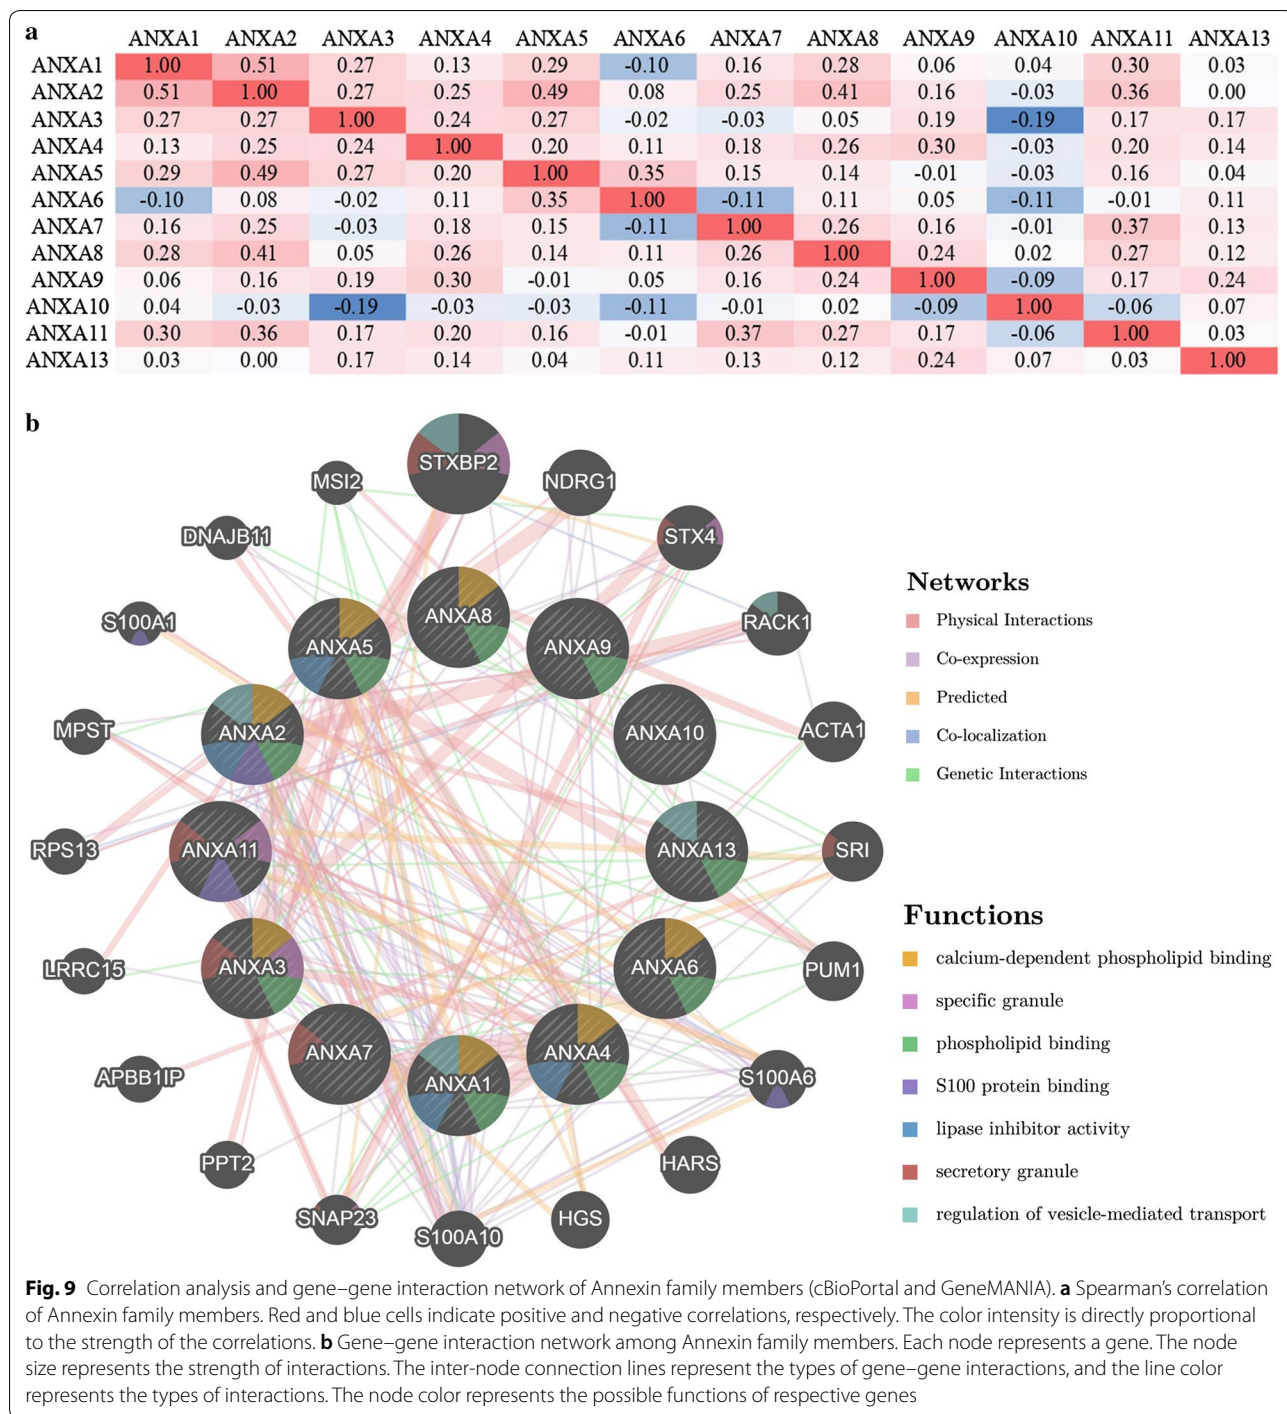 a
ANXA1 ANXA2 ANXA3 ANXA4 ANXA5 ANXA6 ANXA7 ANXA8 ANXA9 ANXA10 ANXA11 ANXA13
ANXA1 1.00 0.51 0.27 0.13 0.29 -0.10 0.16 0.28 0.06 0.04 0.30 0.03
ANXA2 0.51 1.00 0.27 0.25 0.49 0.08 0.25 0.41 0.16 -0.03 0.36 0.00
ANXA3 0.27 0.27 1.00 0.24 0.27 -0.02 -0.03 0.05 0.19 -0.19 0.17 0.17
ANXA4 0.13 0.25 0.24 1.00 0.20 0.11 0.18 0.26 0.30 -0.03 0.20 0.14
ANXA5 0.29 0.49 0.27 0.20 1.00 0.35 0.15 0.14 -0.01 -0.03 0.16 0.04
ANXA6 -0.10 0.08 -0.02 0.11 0.35 1.00 -0.11 0.11 0.05 -0.11 -0.01 0.11
ANXA7 0.16 0.25 -0.03 0.18 0.15 -0.11 1.00 0.26 0.16 -0.01 0.37 0.13
ANXA8 0.28 0.41 0.05 0.26 0.14 0.11 0.26 1.00 0.24 0.02 0.27 0.12
ANXA9 0.06 0.16 0.19 0.30 -0.01 0.05 0.16 0.24 1.00 -0.09 0.17 0.24
ANXA10 0.04 -0.03 -0.19 -0.03 -0.03 -0.11 -0.01 0.02 -0.09 1.00 -0.06 0.07
ANXA11 0.30 0.36 0.17 0.20 0.16 -0.01 0.37 0.27 0.17 -0.06 1.00 0.03
ANXA13 0.03 0.00 0.17 0.14 0.04 0.11 0.13 0.12 0.24 0.07 0.03 1.00
b
STXBP2
MSI2
NDRG1
DNAJB11
STX4
S100A1
ANXA8
RACK1
ANXA5
ANXA9
MPST
ANXA2
ANXA10
ACTA1
RPS13
ANXA11
ANXA13
SRI
LRRC15
ANXA3
ANXA6
PUM1
APBB1IP
ANXA7
ANXA1
ANXA4
S100A6
PPT2
HARS
SNAP23
S100A10
HGS
Networks
Physical Interactions
Co-expression
Predicted
Co-localization
Genetic Interactions
Functions
calcium-dependent phospholipid binding
specific granule
phospholipid binding
S100 protein binding
lipase inhibitor activity
secretory granule
regulation of vesicle-mediated transport
Fig. 9 Correlation analysis and gene–gene interaction network of Annexin family members (cBioPortal and GeneMANIA). a Spearman's correlation
of Annexin family members. Red and blue cells indicate positive and negative correlations, respectively. The color intensity is directly proportional
to the strength of the correlations. b Gene–gene interaction network among Annexin family members. Each node represents a gene. The node
size represents the strength of interactions. The inter-node connection lines represent the types of gene–gene interactions, and the line color
represents the types of interactions. The node color represents the possible functions of respective genes